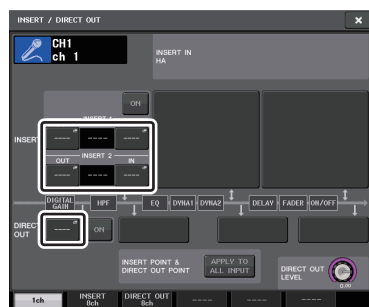 INSERT / DIRECT OUT
×
CH1
ch 1
INSERT IN
HA
ON
INSERT 1
INSERT
---- ---- ----
OUT INSERT 2 IN
---- ---- ----
DIGITAL GAIN HPF EQ DYNA1 DYNA2 DELAY FADER ON/OFF
DIRECT OUT
----
ON
INSERT POINT &
DIRECT OUT POINT
APPLY TO
ALL INPUT
DIRECT OUT
LEVEL
0.00
1ch
INSERT
8ch
DIRECT OUT
8ch
---- ---- ----